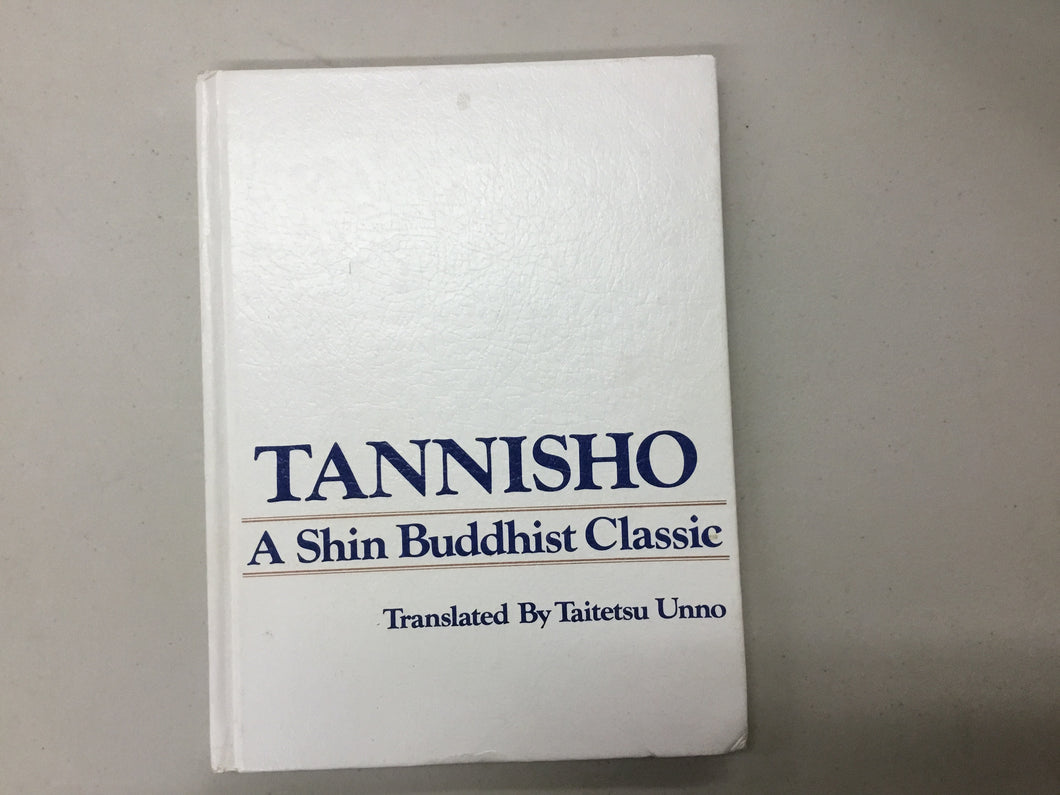 TANNISHO
A Shin Buddhist Classic
Translated By Taitetsu Unno